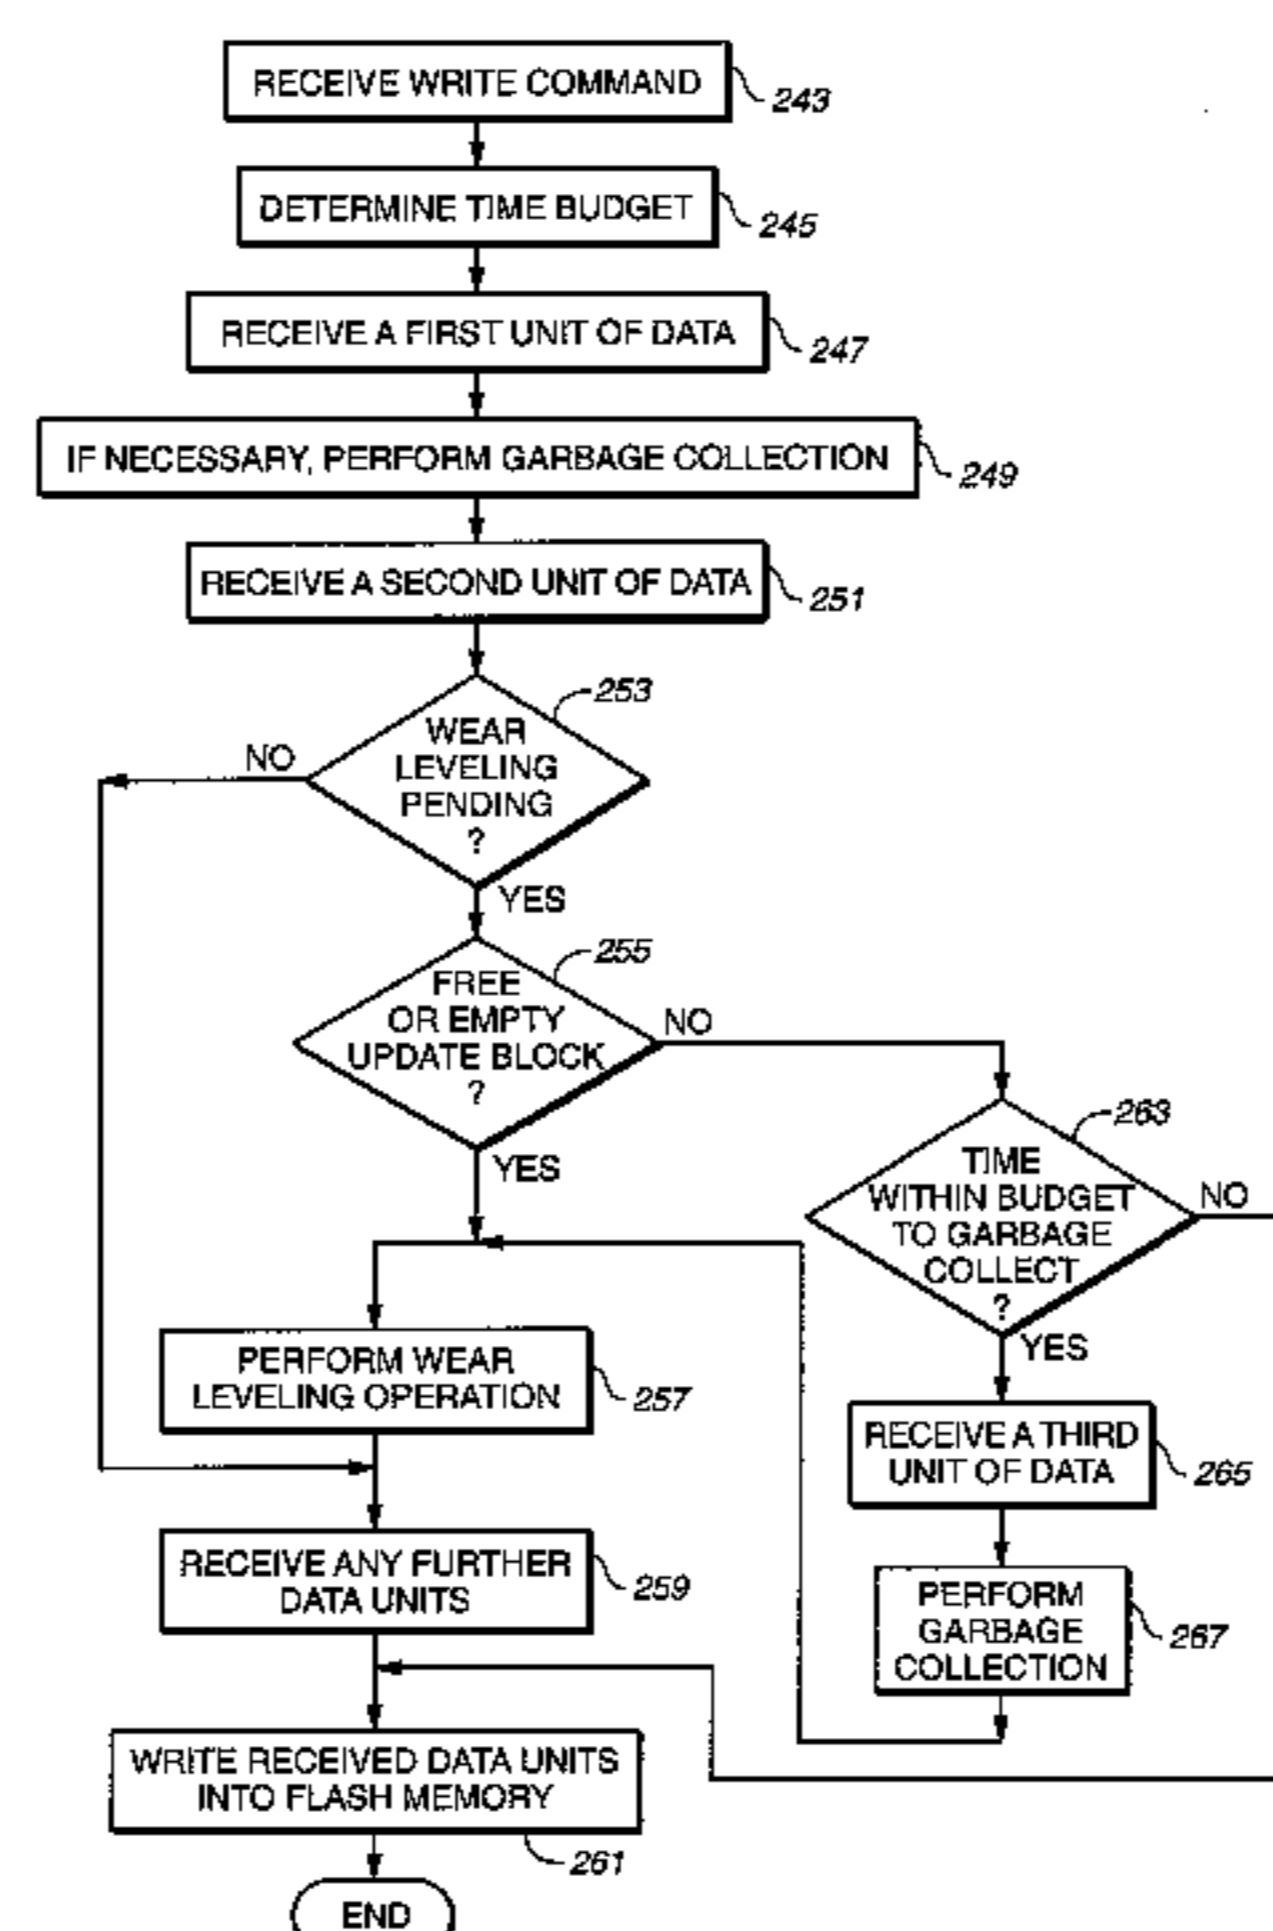 RECEIVE WRITE COMMAND
243
DETERMINE TIME BUDGET
245
RECEIVE A FIRST UNIT OF DATA
247
IF NECESSARY, PERFORM GARBAGE COLLECTION
249
RECEIVE A SECOND UNIT OF DATA
251
253
WEAR
LEVELING
PENDING
?
NO
YES
255
FREE
OR EMPTY
UPDATE BLOCK
?
NO
YES
263
TIME
WITHIN BUDGET
TO GARBAGE
COLLECT
?
NO
YES
PERFORM WEAR
LEVELING OPERATION
257
RECEIVE A THIRD
UNIT OF DATA
265
RECEIVE ANY FURTHER
DATA UNITS
259
PERFORM
GARBAGE
COLLECTION
267
WRITE RECEIVED DATA UNITS
INTO FLASH MEMORY
261
END